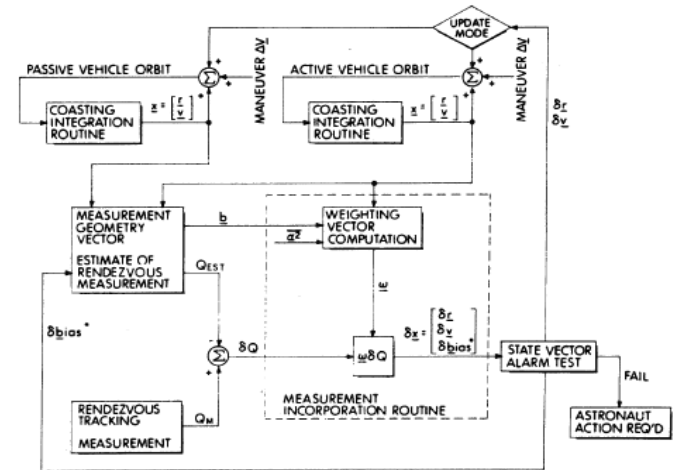 UPDATE
MODE
PASSIVE VEHICLE ORBIT
MANEUVER ΔV
ACTIVE VEHICLE ORBIT
MANEUVER ΔV
COASTING
INTEGRATION
ROUTINE
x = [ r
v ]
COASTING
INTEGRATION
ROUTINE
x = [ r
v ]
δr
δv
MEASUREMENT
GEOMETRY
VECTOR
ESTIMATE OF
RENDEZVOUS
MEASUREMENT
b
a²
WEIGHTING
VECTOR
COMPUTATION
Q EST
ω
δbias*
δQ
ωδQ
δx = [ δr
δv
δbias* ]
STATE VECTOR
ALARM TEST
FAIL
ASTRONAUT
ACTION REQ'D
MEASUREMENT
INCORPORATION ROUTINE
RENDEZVOUS
TRACKING
MEASUREMENT
Q M